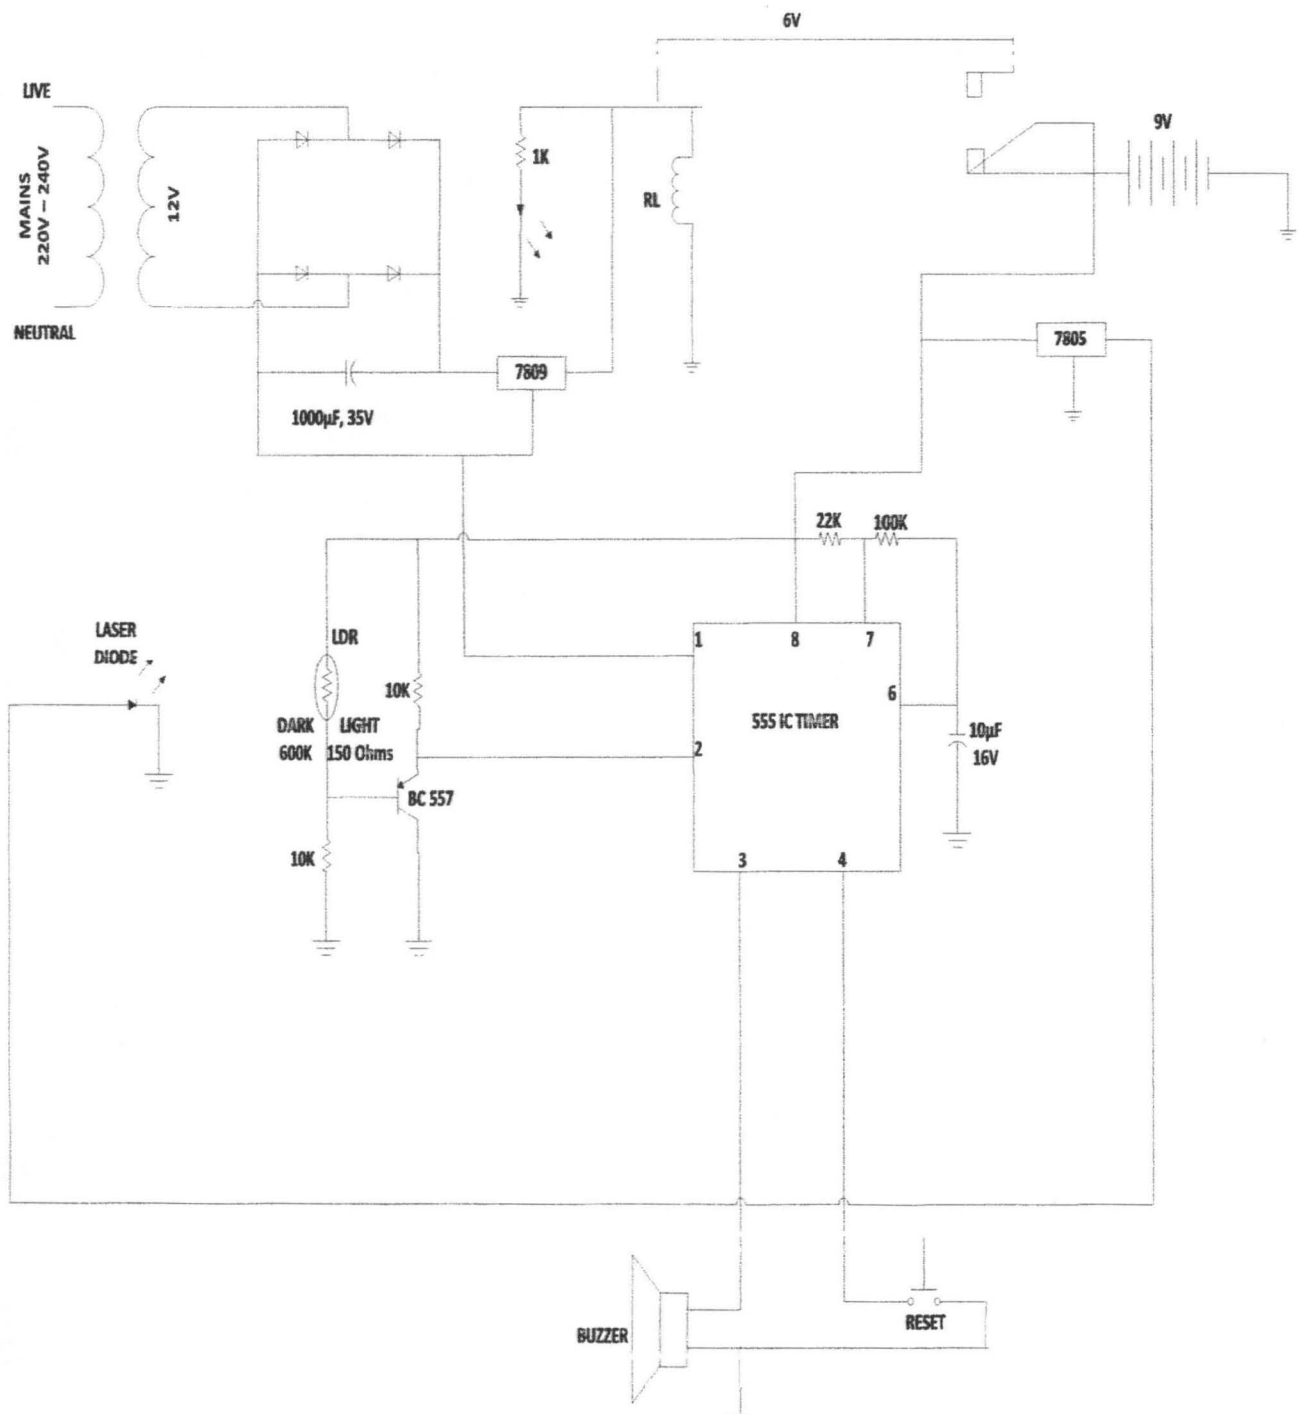 6V
LIVE
MAINS
220V – 240V
12V
NEUTRAL
1K
RL
9V
7809
7805
1000µF, 35V
22K
100K
LASER
DIODE
LDR
10K
DARK LIGHT
600K 150 Ohms
BC 557
10K
1
8
7
6
555 IC TIMER
2
10µF
16V
3
4
BUZZER
RESET